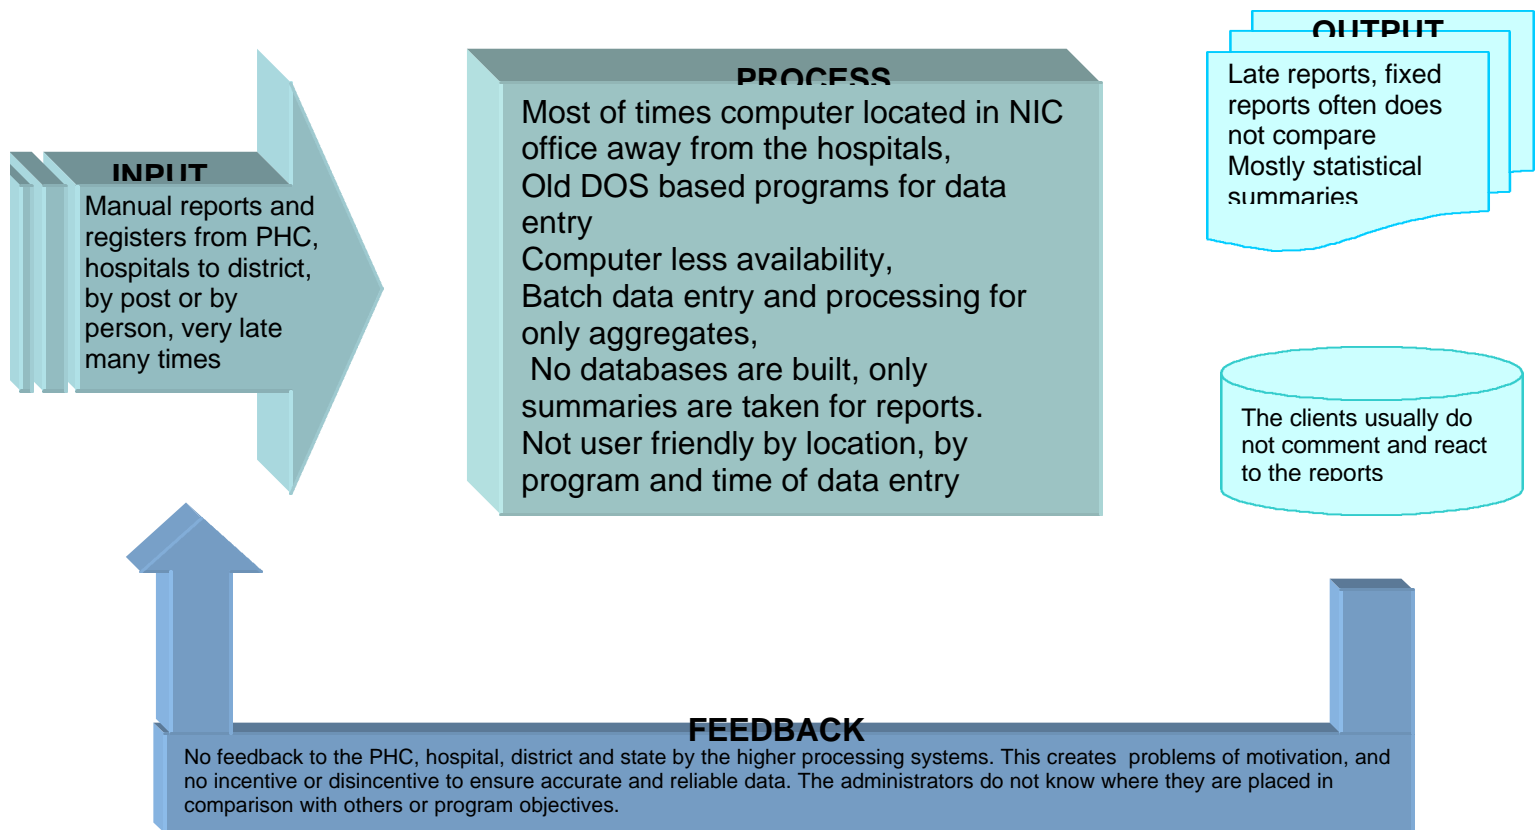 INPUT
Manual reports and
registers from PHC,
hospitals to district,
by post or by
person, very late
many times
PROCESS
Most of times computer located in NIC
office away from the hospitals,
Old DOS based programs for data
entry
Computer less availability,
Batch data entry and processing for
only aggregates,
No databases are built, only
summaries are taken for reports.
Not user friendly by location, by
program and time of data entry
OUTPUT
Late reports, fixed
reports often does
not compare
Mostly statistical
summaries
The clients usually do
not comment and react
to the reports
FEEDBACK
No feedback to the PHC, hospital, district and state by the higher processing systems. This creates  problems of motivation, and
no incentive or disincentive to ensure accurate and reliable data. The administrators do not know where they are placed in
comparison with others or program objectives.